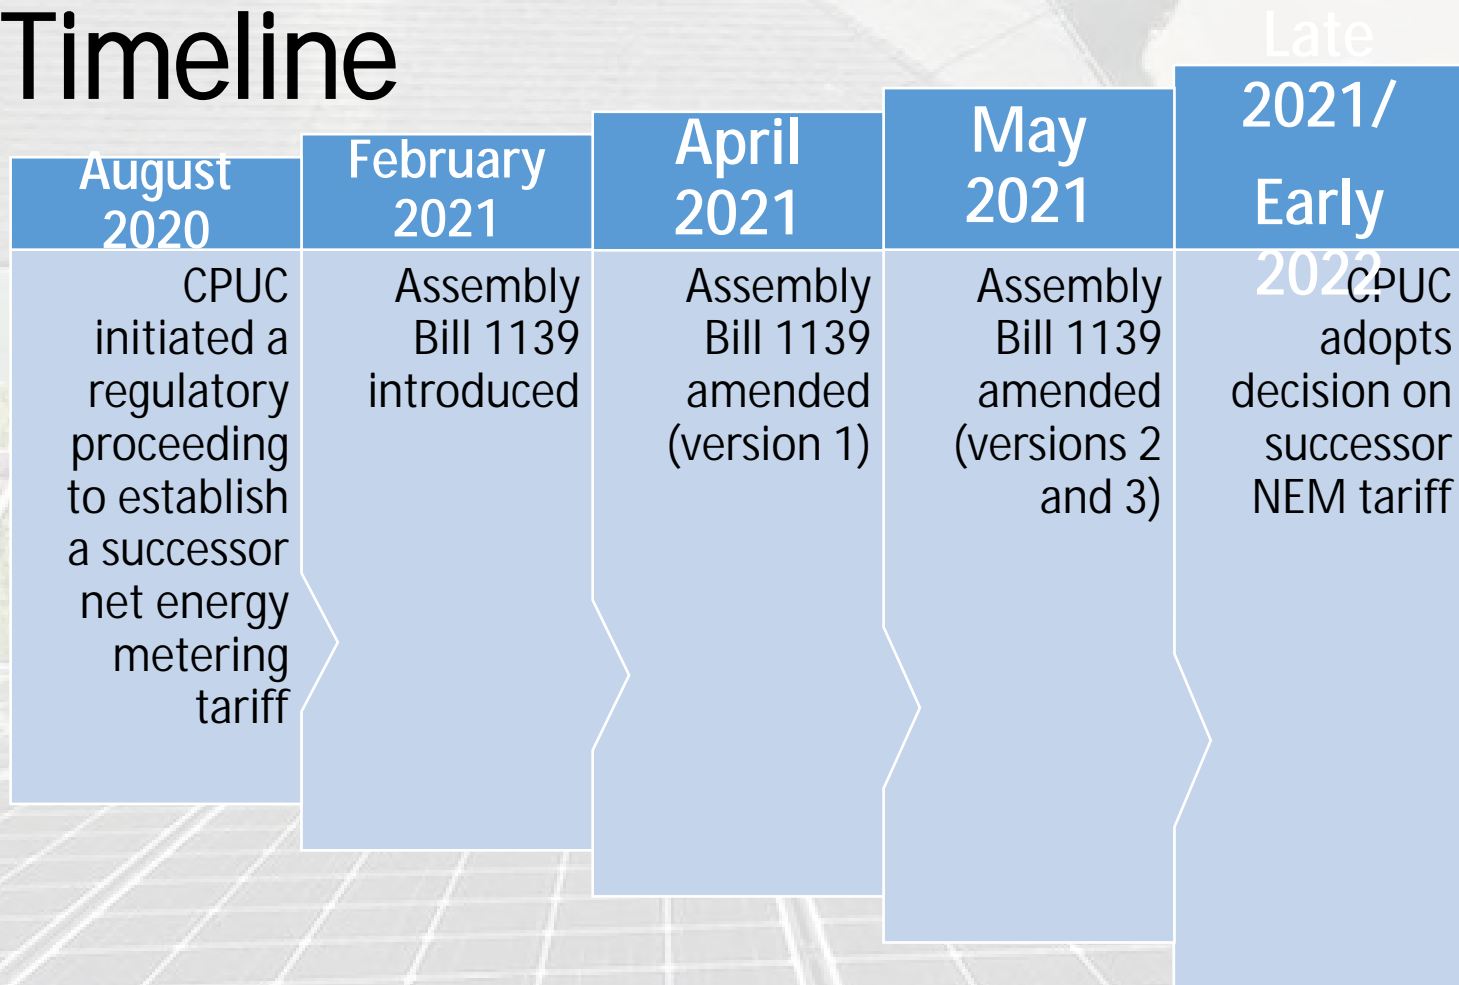 Timeline
August
2020
CPUC
initiated a
regulatory
proceeding
to establish
a successor
net energy
metering
tariff
February
2021
Assembly
Bill 1139
introduced
April
2021
Assembly
Bill 1139
amended
(version 1)
May
2021
Assembly
Bill 1139
amended
(versions 2
and 3)
Late
2021/
Early
2022
CPUC
adopts
decision on
successor
NEM tariff